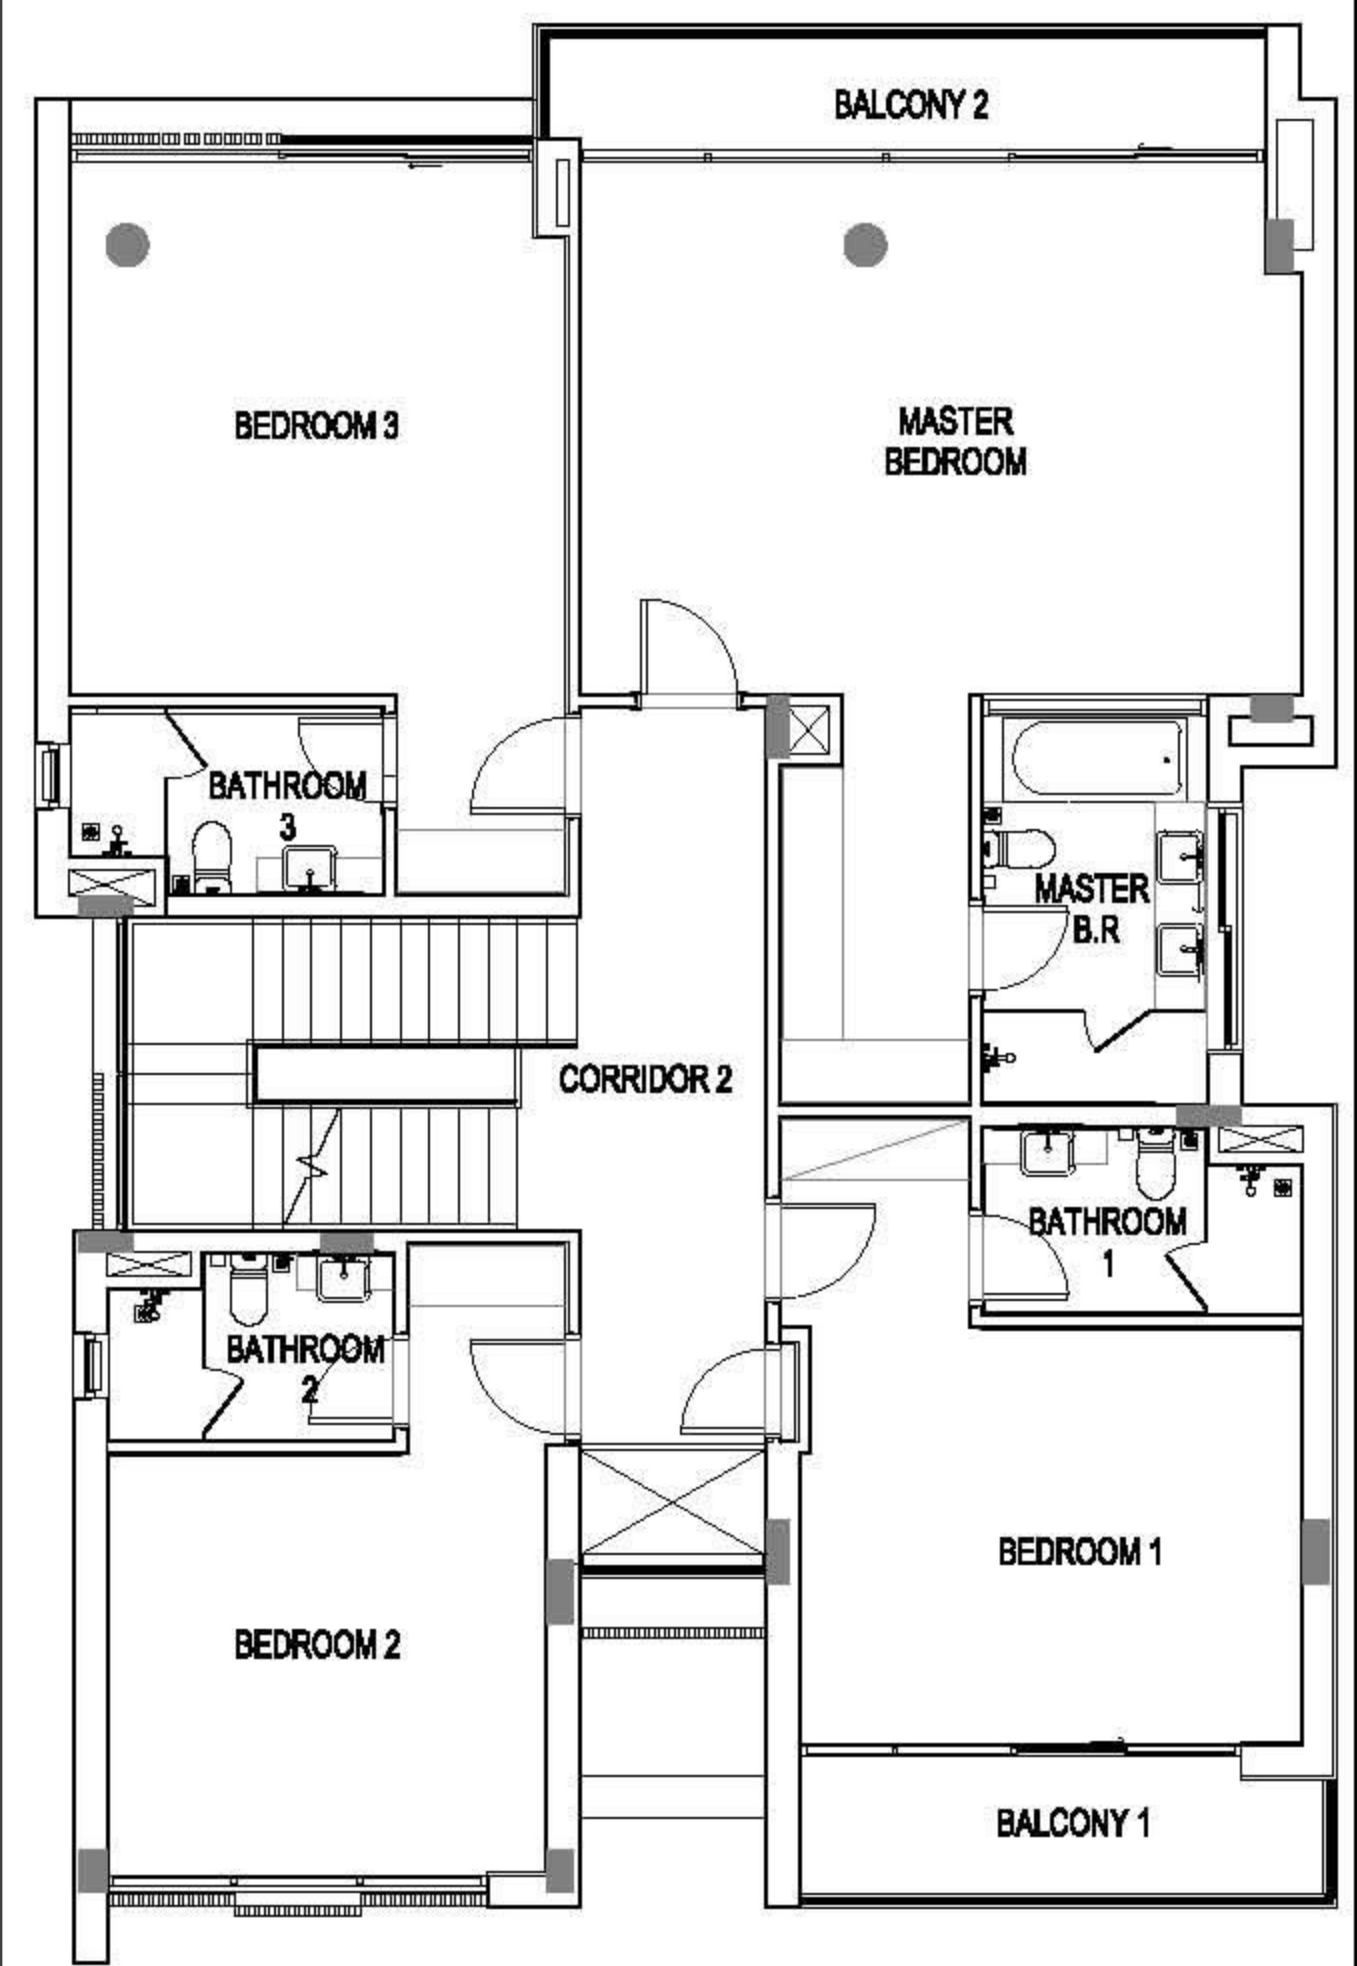 BALCONY 2
BEDROOM 3
MASTER
BEDROOM
BATHROOM
3
MASTER
B.R
CORRIDOR 2
BATHROOM
1
BATHROOM
2
BEDROOM 1
BEDROOM 2
BALCONY 1